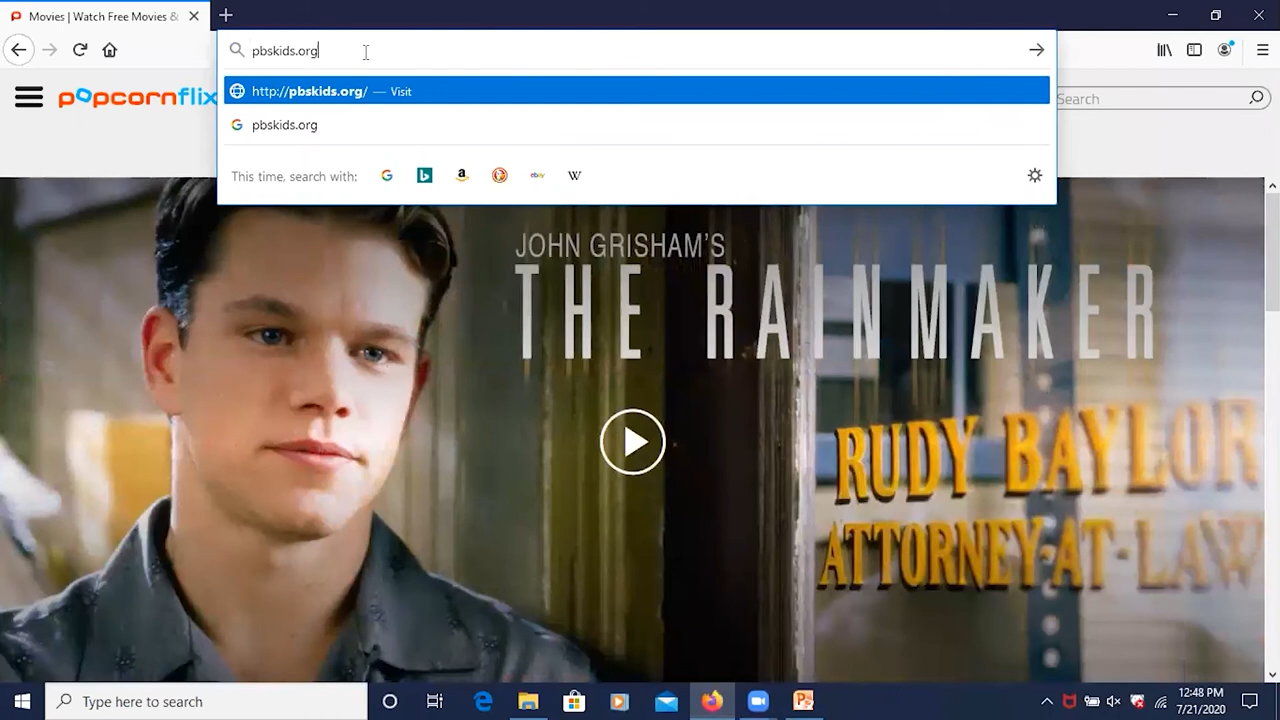 Movies | Watch Free Movies &
pbskids.org
http://pbskids.org/ — Visit
pbskids.org
This time, search with:
popcornflix
Search
JOHN GRISHAM'S
THE RAINMAKER
RUDY BAYLOR
ATTORNEY-AT-LAW
Type here to search
12:48 PM
7/21/2020